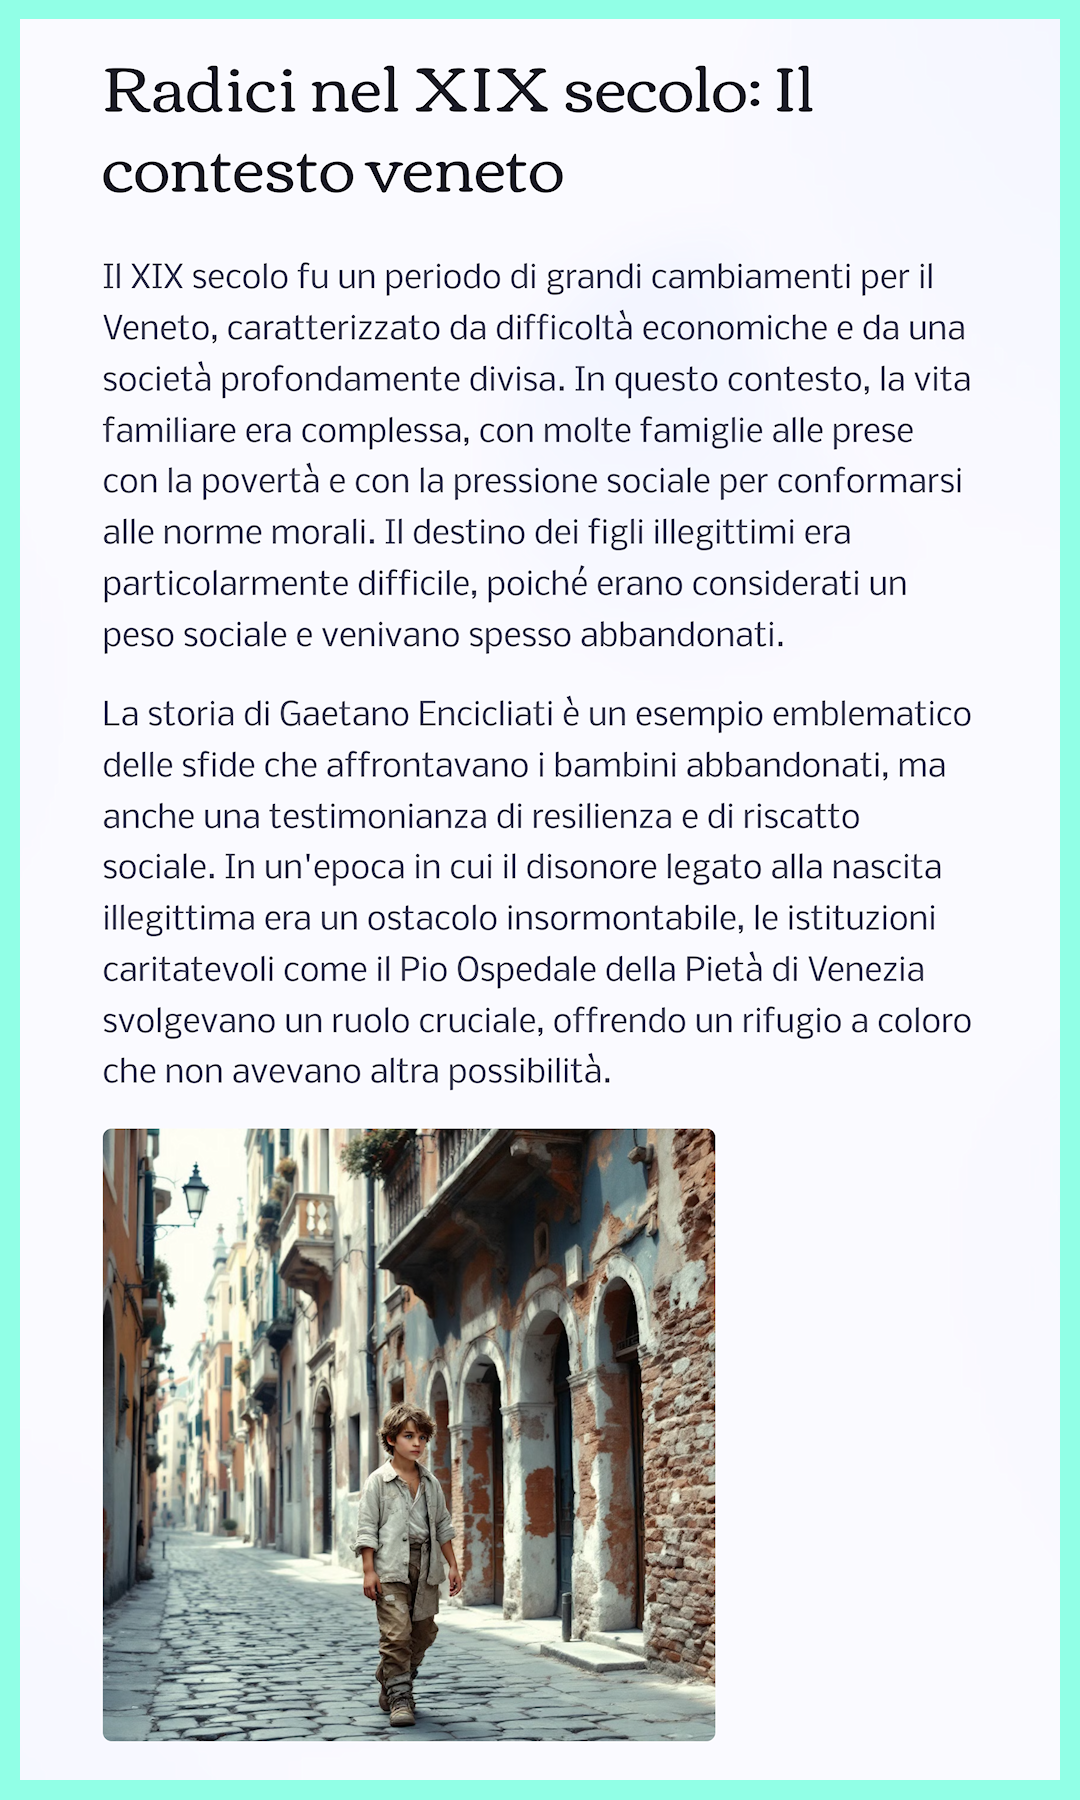 Radici nel XIX secolo: Il
contesto veneto
Il XIX secolo fu un periodo di grandi cambiamenti per il
Veneto, caratterizzato da difficoltà economiche e da una
società profondamente divisa. In questo contesto, la vita
familiare era complessa, con molte famiglie alle prese
con la povertà e con la pressione sociale per conformarsi
alle norme morali. Il destino dei figli illegittimi era
particolarmente difficile, poiché erano considerati un
peso sociale e venivano spesso abbandonati.
La storia di Gaetano Encicliati è un esempio emblematico
delle sfide che affrontavano i bambini abbandonati, ma
anche una testimonianza di resilienza e di riscatto
sociale. In un'epoca in cui il disonore legato alla nascita
illegittima era un ostacolo insormontabile, le istituzioni
caritatevoli come il Pio Ospedale della Pietà di Venezia
svolgevano un ruolo cruciale, offrendo un rifugio a coloro
che non avevano altra possibilità.